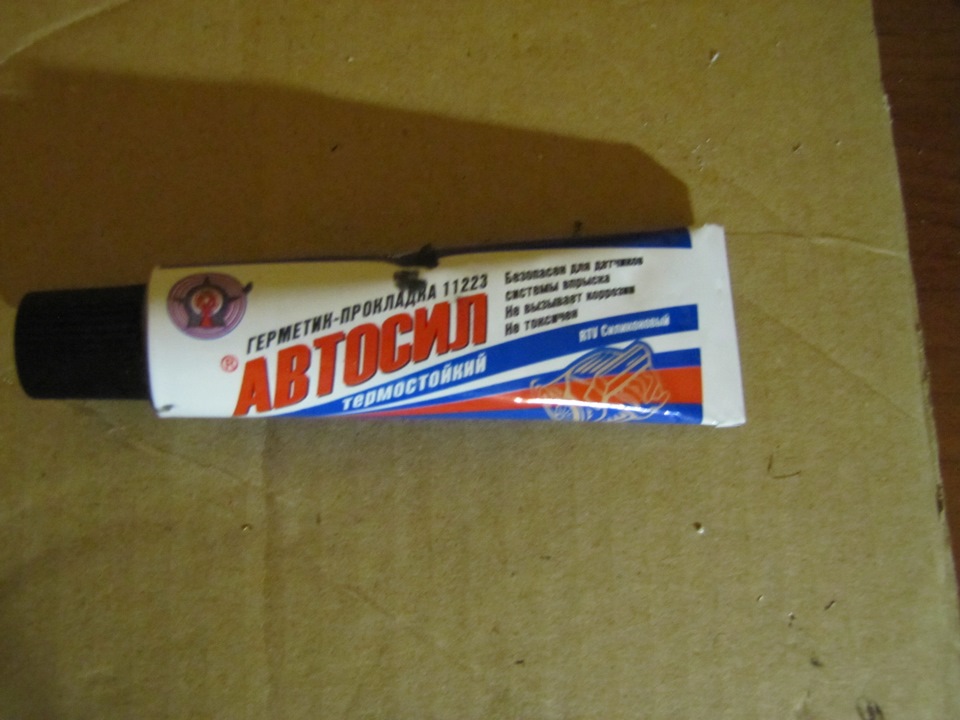 ГЕРМЕТИК-ПРОКЛАДКА 11223
АВТОСИЛ®
термостойкий
Безопасен для датчиков
системы впрыска
Не вызывает коррозии
Не токсичен
RTV Силиконовый